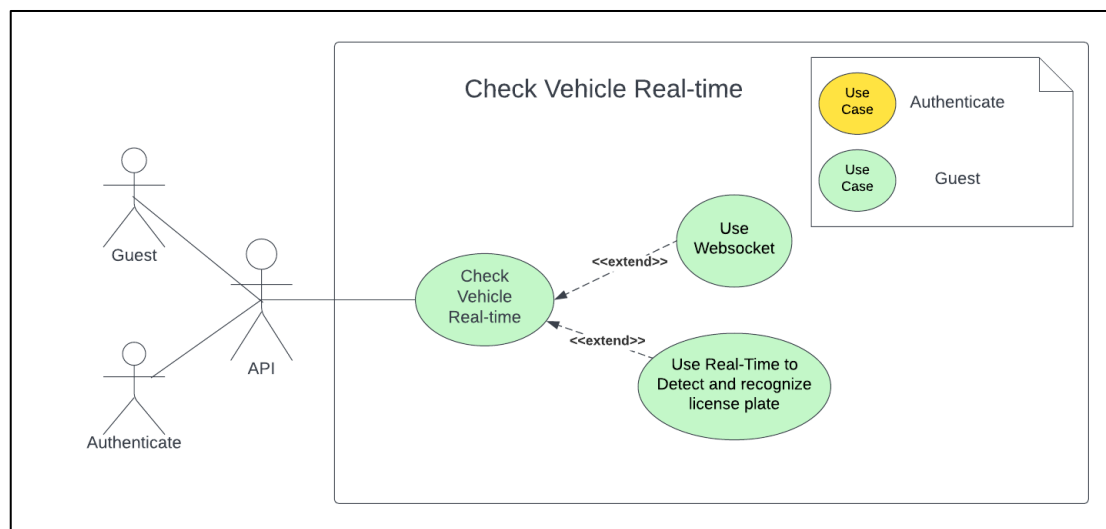 Check Vehicle Real-time
Use
Case
Authenticate
Use
Case
Guest
Guest
API
Authenticate
Check
Vehicle
Real-time
<<extend>>
Use
Websocket
<<extend>>
Use Real-Time to
Detect and recognize
license plate